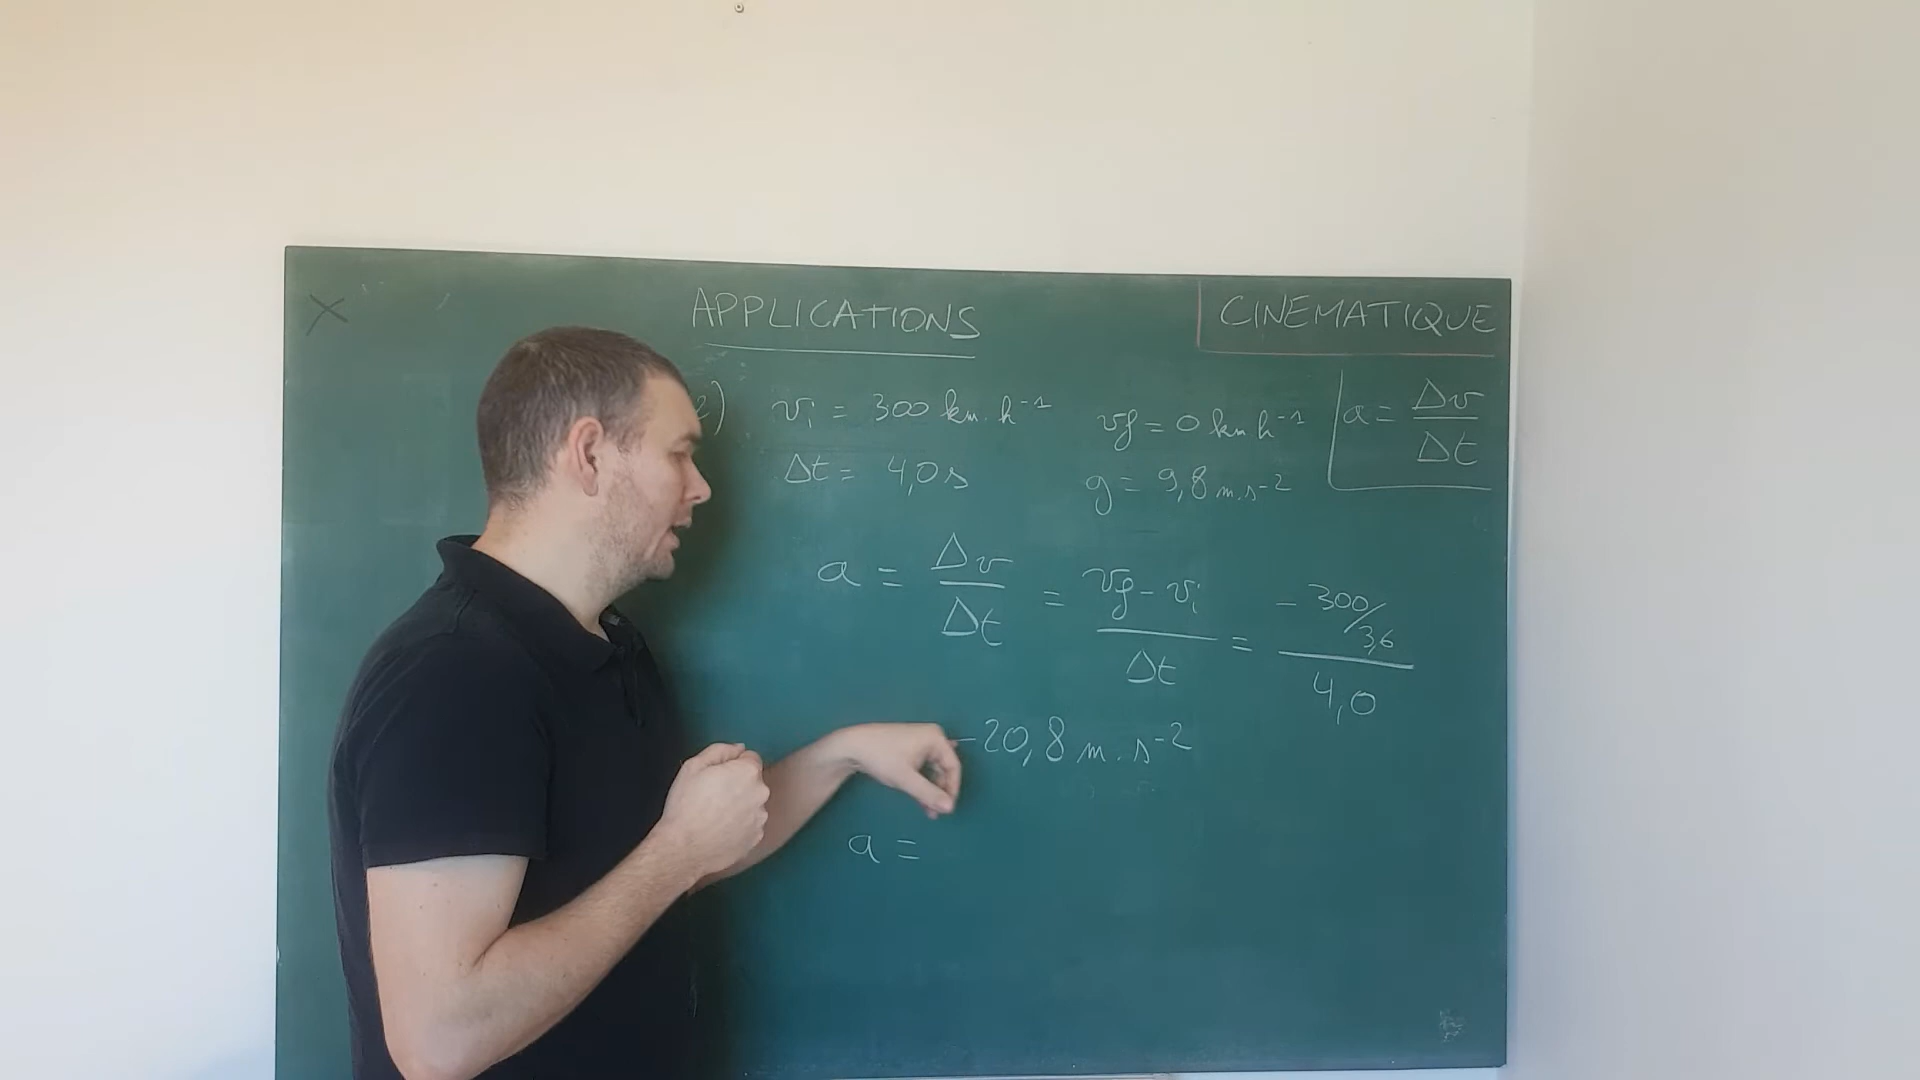 APPLICATIONS
CINEMATIQUE
2) vi = 300 km.h⁻¹ vf = 0 km h⁻¹ a = Δv/Δt
Δt = 4,0 s g = 9,8 m.s⁻²
a = Δv/Δt = (vf - vi)/Δt = (-300/3,6)/4,0
-20,8 m.s⁻²
a =